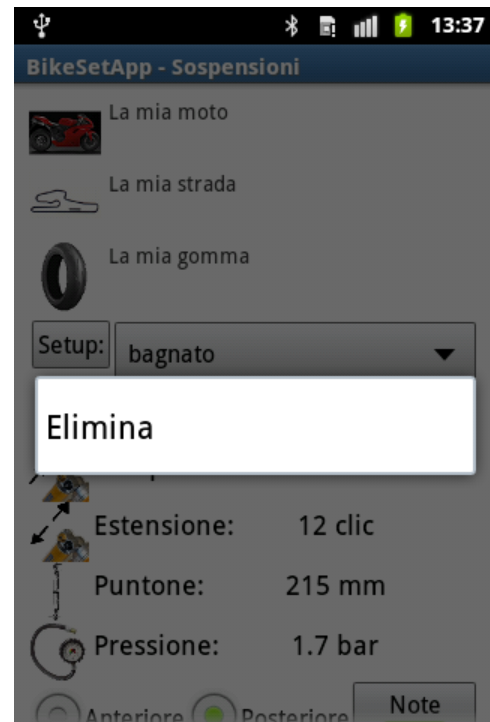 13:37
BikeSetApp - Sospensioni
La mia moto
La mia strada
La mia gomma
Setup: bagnato
Elimina
Estensione: 12 clic
Puntone: 215 mm
Pressione: 1.7 bar
Anteriore Posteriore Note